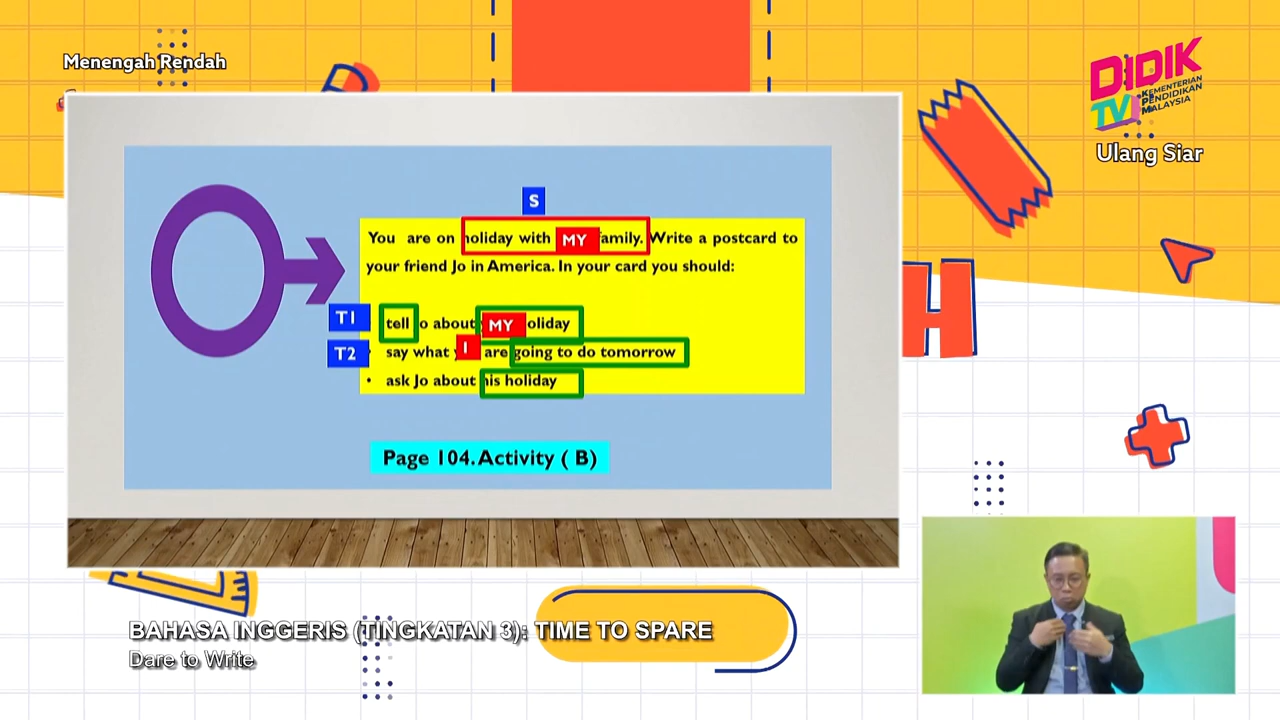 Menengah Rendah
DIDIK
TV
KEMENTERIAN
PENDIDIKAN
MALAYSIA
Ulang Siar
S
You are on holiday with MY family. Write a postcard to
your friend Jo in America. In your card you should:
T1
tell Jo about MY holiday
T2
• say what y I are going to do tomorrow
• ask Jo about his holiday
Page 104. Activity ( B)
H
BAHASA INGGERIS (TINGKATAN 3): TIME TO SPARE
Dare to Write